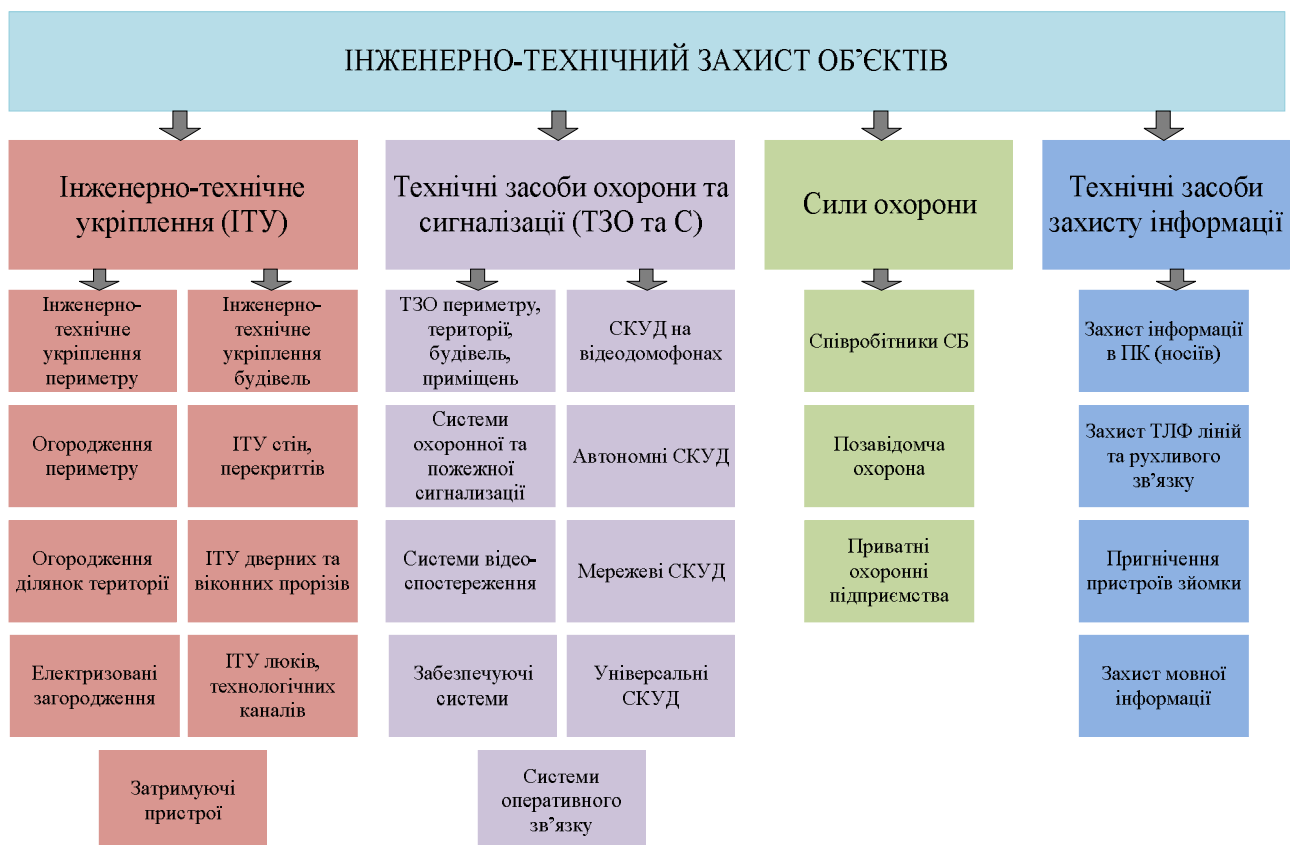 ІНЖЕНЕРНО-ТЕХНІЧНИЙ ЗАХИСТ ОБ’ЄКТІВ
Інженерно-технічне
укріплення (ІТУ)
Технічні засоби охорони та
сигналізації (ТЗО та С)
Сили охорони
Технічні засоби
захисту інформації
Інженерно-
технічне
укріплення
периметру
Інженерно-
технічне
укріплення
будівель
ТЗО периметру,
території,
будівель,
приміщень
СКУД на
відеодомофонах
Співробітники СБ
Захист інформації
в ПК (носіїв)
Огородження
периметру
ІТУ стін,
перекриттів
Системи
охоронної та
пожежної
сигнализації
Автономні СКУД
Позавідомча
охорона
Захист ТЛФ ліній
та рухливого
зв’язку
Огородження
ділянок території
ІТУ дверних та
віконних прорізів
Системи відео-
спостереження
Мережеві СКУД
Приватні
охоронні
підприємства
Пригнічення
пристроїв зйомки
Електризовані
загородження
ІТУ люків,
технологічних
каналів
Забезпечуючі
системи
Універсальні
СКУД
Захист мовної
інформації
Затримуючі
пристрої
Системи
оперативного
зв’язку